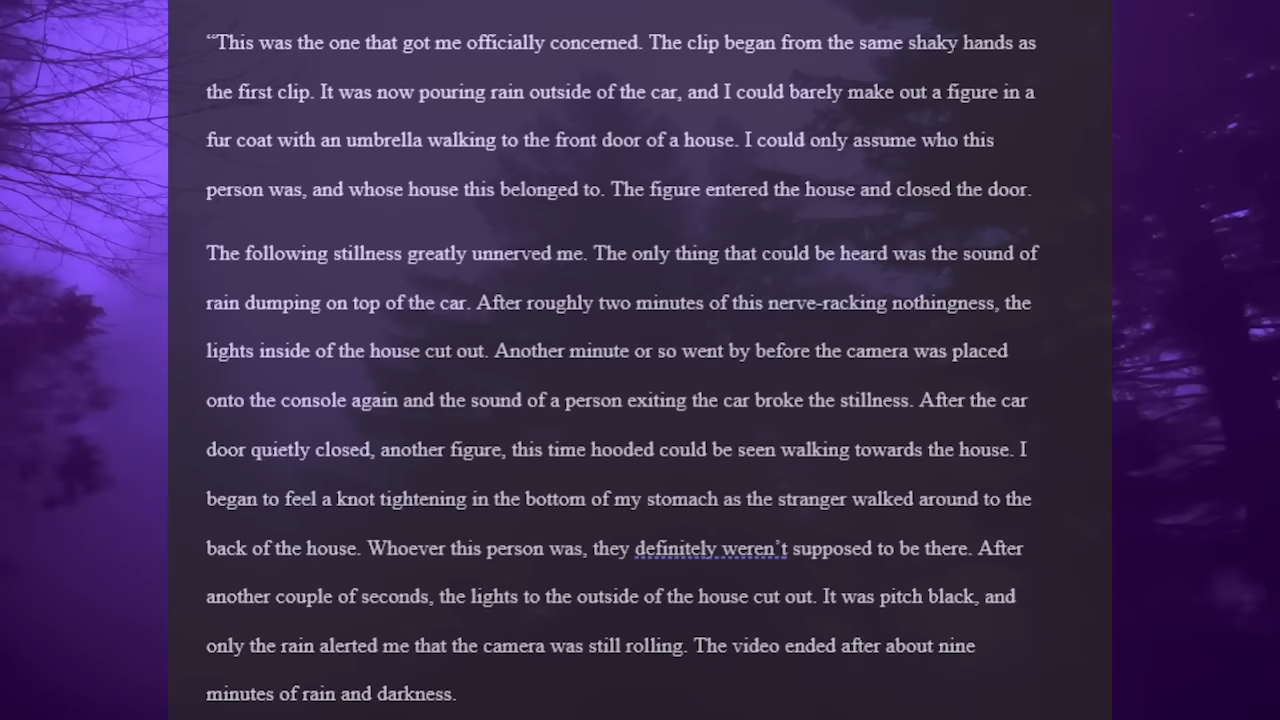 “This was the one that got me officially concerned. The clip began from the same shaky hands as
the first clip. It was now pouring rain outside of the car, and I could barely make out a figure in a
fur coat with an umbrella walking to the front door of a house. I could only assume who this
person was, and whose house this belonged to. The figure entered the house and closed the door.
The following stillness greatly unnerved me. The only thing that could be heard was the sound of
rain dumping on top of the car. After roughly two minutes of this nerve-racking nothingness, the
lights inside of the house cut out. Another minute or so went by before the camera was placed
onto the console again and the sound of a person exiting the car broke the stillness. After the car
door quietly closed, another figure, this time hooded could be seen walking towards the house. I
began to feel a knot tightening in the bottom of my stomach as the stranger walked around to the
back of the house. Whoever this person was, they definitely weren’t supposed to be there. After
another couple of seconds, the lights to the outside of the house cut out. It was pitch black, and
only the rain alerted me that the camera was still rolling. The video ended after about nine
minutes of rain and darkness.